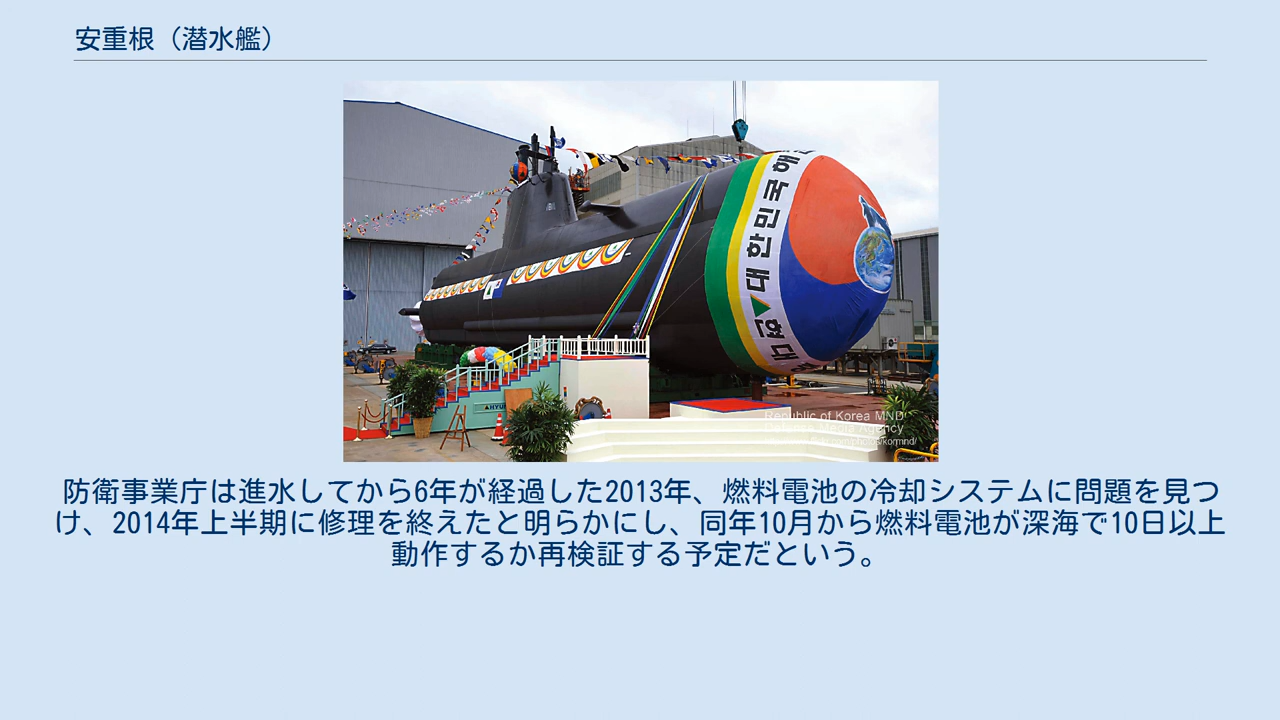 安重根（潜水艦）
대한민국해
현대
HYU
Republic of Korea MND
Defense Media Agency
防衛事業庁は進水してから6年が経過した2013年、燃料電池の冷却システムに問題を見つ
け、2014年上半期に修理を終えたと明らかにし、同年10月から燃料電池が深海で10日以上
動作するか再検証する予定だという。